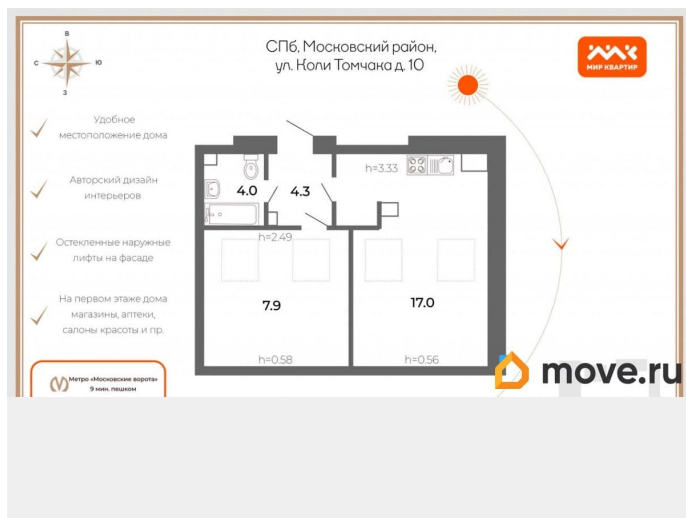 СПб, Московский район,
ул. Коли Томчака д. 10
МИР КВАРТИР
В
С
Ю
З
Удобное
местоположение дома
Авторский дизайн
интерьеров
Остекленные наружные
лифты на фасаде
На первом этаже дома
магазины, аптеки,
салоны красоты и пр.
Метро «Московские ворота»
9 мин. пешком
4.0
4.3
h=3.33
h=2.49
7.9
17.0
h=0.58
h=0.56
move.ru